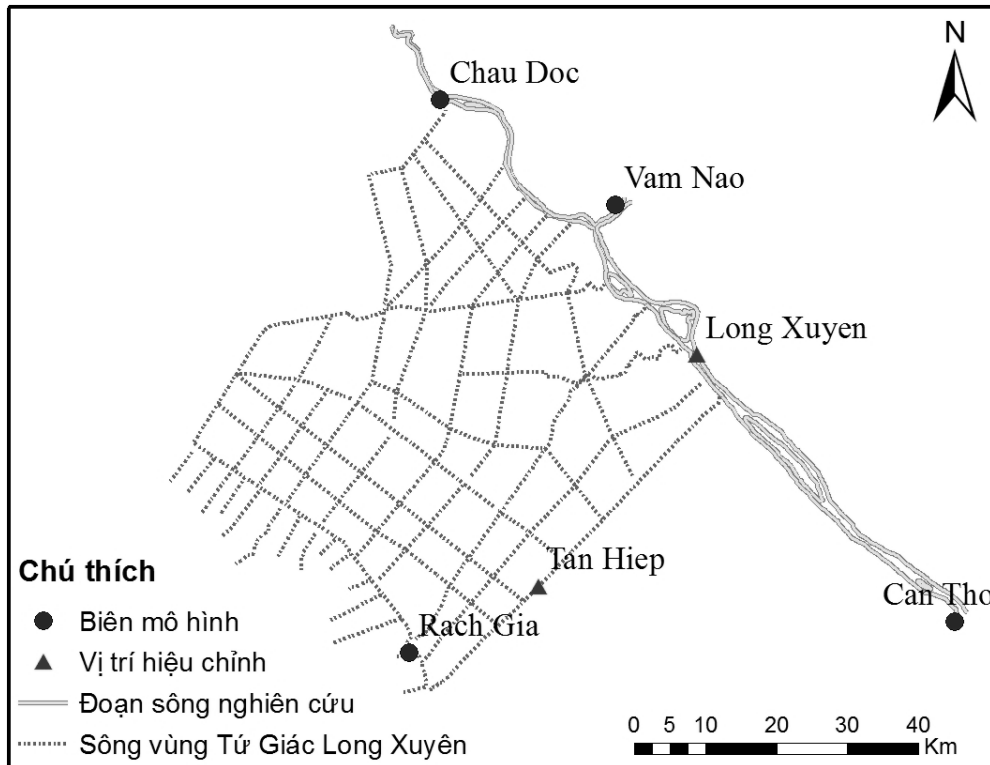 N
Chau Doc
Vam Nao
Long Xuyen
Tan Hiep
Can Tho
Rach Gia
Chú thích
Biên mô hình
Vị trí hiệu chỉnh
Đoạn sông nghiên cứu
Sông vùng Tứ Giác Long Xuyên
0 5 10 20 30 40
Km